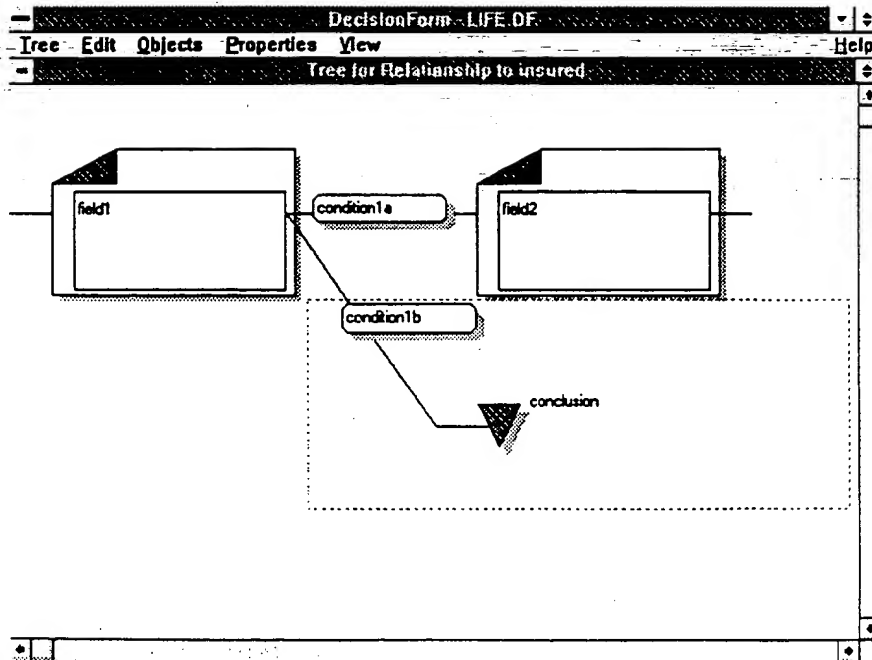 DecisionForm - LIFE.DF
Tree Edit Objects Properties View Help
Tree for Relationship to insured
field1 condition1a field2
condition1b
conclusion